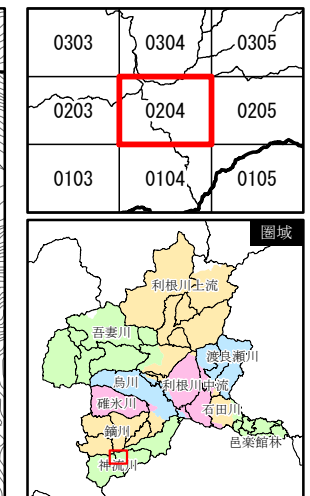 0303 0304 0305
0203 0204 0205
0103 0104 0105
圏域
利根川上流
吾妻川
渡良瀬川
烏川
利根川中流
碓氷川
石田川
鏑川
邑楽館林
神流川